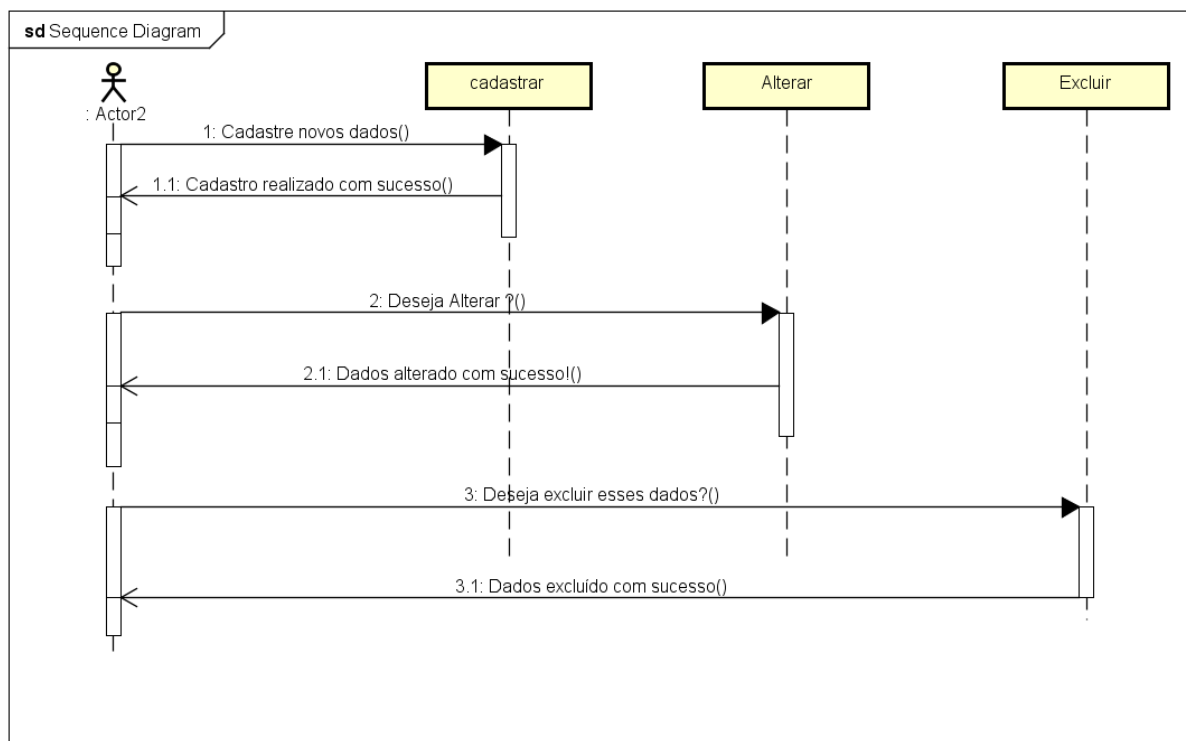 sd Sequence Diagram
: Actor2
cadastrar
Alterar
Excluir
1: Cadastre novos dados()
1.1: Cadastro realizado com sucesso()
2: Deseja Alterar ?()
2.1: Dados alterado com sucesso!()
3: Deseja excluir esses dados?()
3.1: Dados excluído com sucesso()